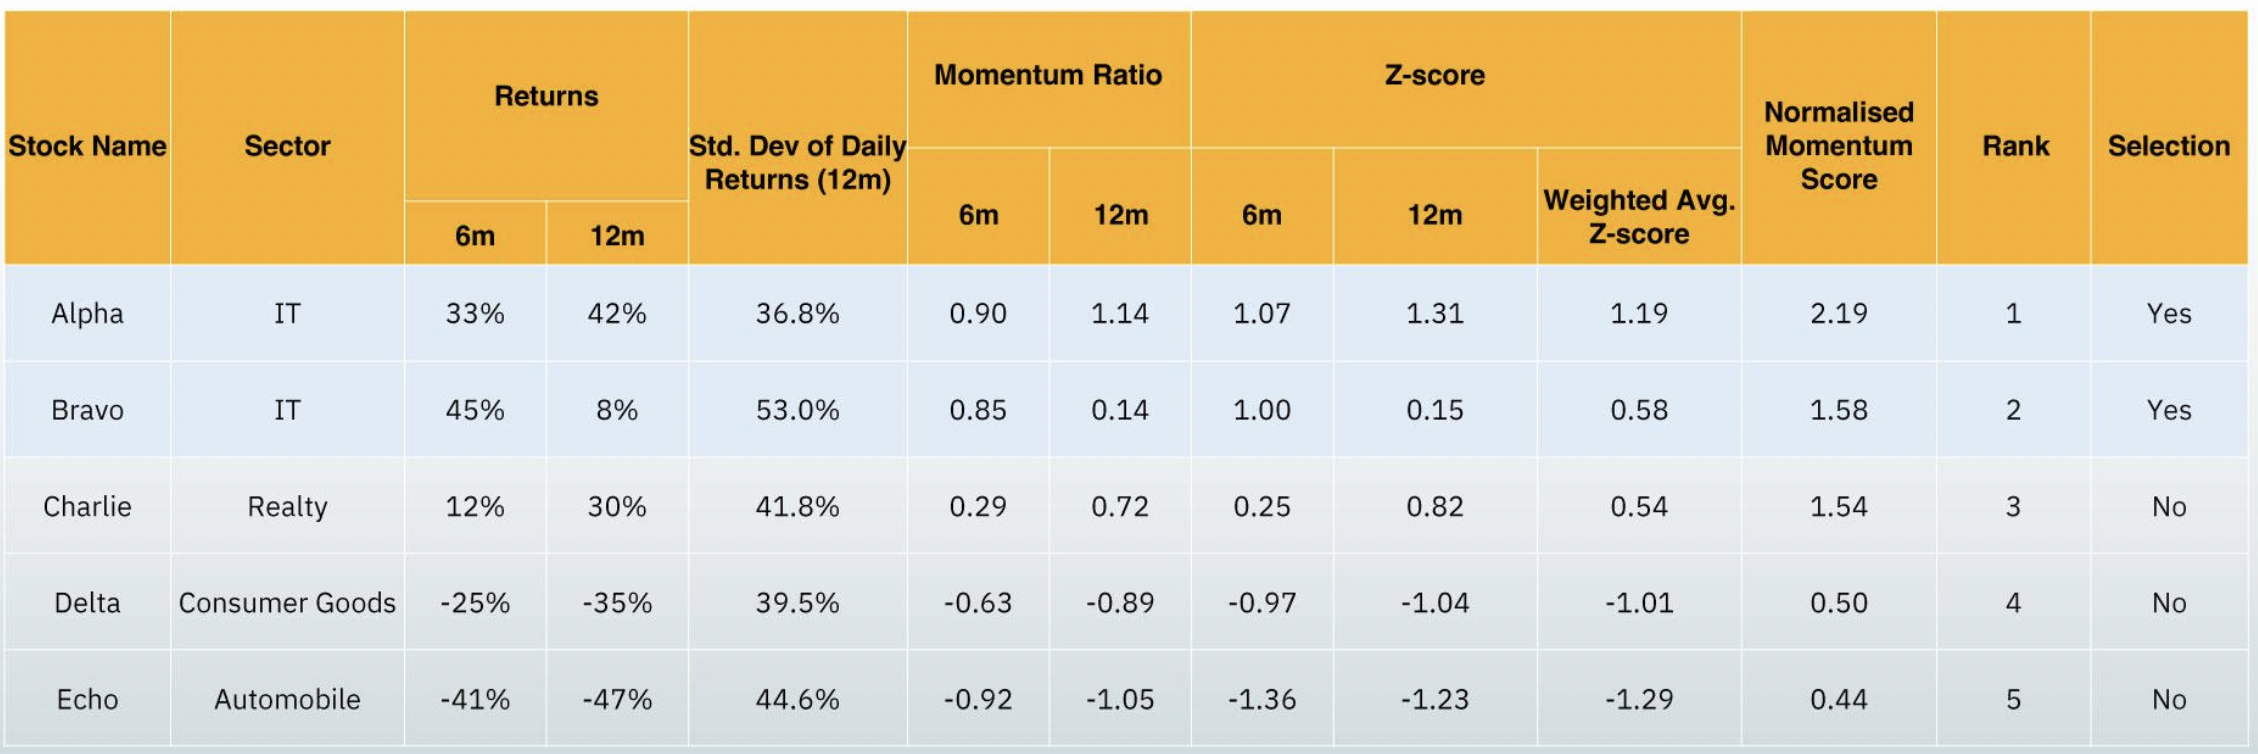 Stock Name Sector Returns Std. Dev of Daily Returns (12m) Momentum Ratio Z-score Normalised Momentum Score Rank Selection
6m 12m 6m 12m 6m 12m Weighted Avg. Z-score
Alpha IT 33% 42% 36.8% 0.90 1.14 1.07 1.31 1.19 2.19 1 Yes
Bravo IT 45% 8% 53.0% 0.85 0.14 1.00 0.15 0.58 1.58 2 Yes
Charlie Realty 12% 30% 41.8% 0.29 0.72 0.25 0.82 0.54 1.54 3 No
Delta Consumer Goods -25% -35% 39.5% -0.63 -0.89 -0.97 -1.04 -1.01 0.50 4 No
Echo Automobile -41% -47% 44.6% -0.92 -1.05 -1.36 -1.23 -1.29 0.44 5 No